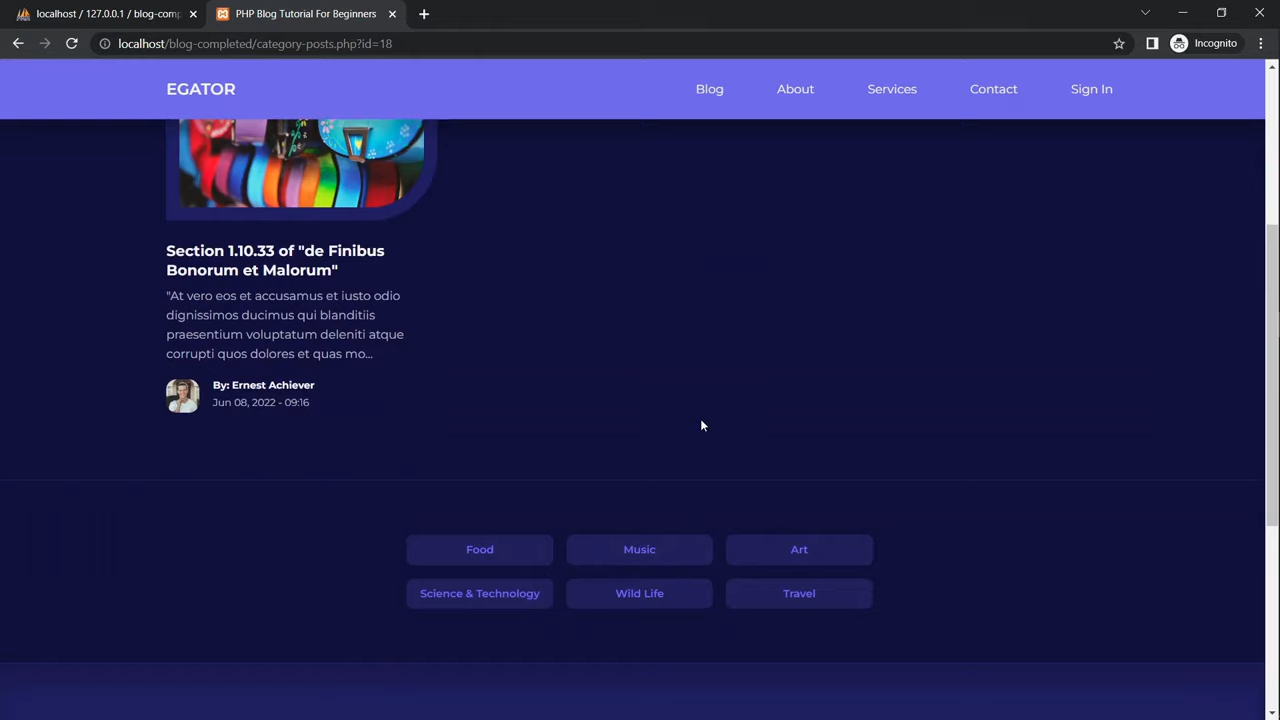 localhost / 127.0.0.1 / blog-comp
PHP Blog Tutorial For Beginners
localhost/blog-completed/category-posts.php?id=18
Incognito
EGATOR
Blog
About
Services
Contact
Sign In
Section 1.10.33 of "de Finibus
Bonorum et Malorum"
"At vero eos et accusamus et iusto odio
dignissimos ducimus qui blanditiis
praesentium voluptatum deleniti atque
corrupti quos dolores et quas mo...
By: Ernest Achiever
Jun 08, 2022 - 09:16
Food
Music
Art
Science & Technology
Wild Life
Travel